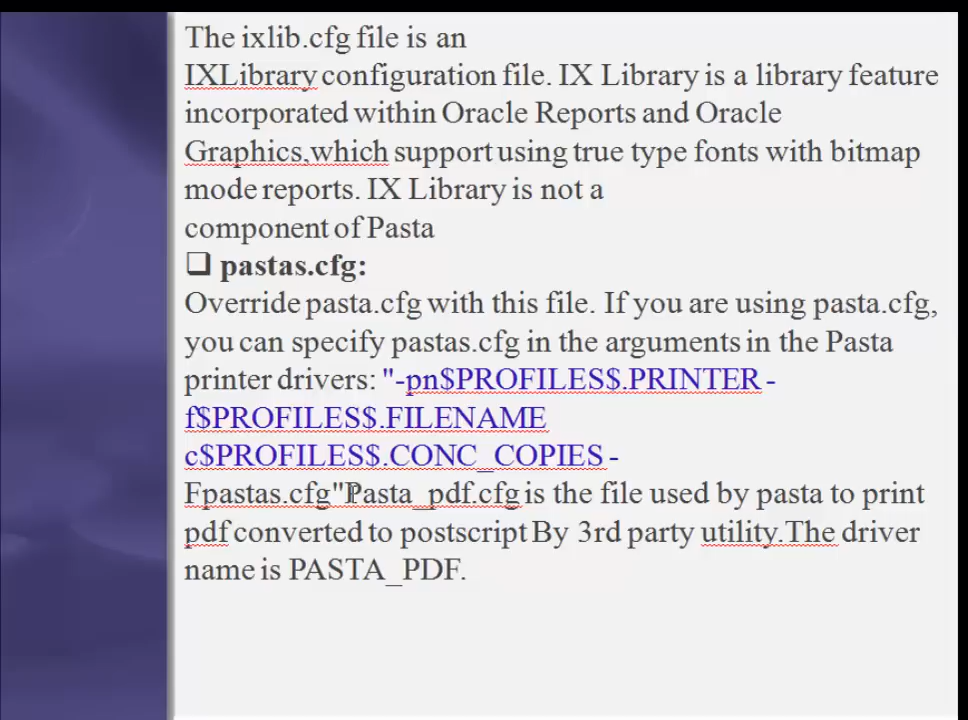 The ixlib.cfg file is an
IXLibrary configuration file. IX Library is a library feature
incorporated within Oracle Reports and Oracle
Graphics,which support using true type fonts with bitmap
mode reports. IX Library is not a
component of Pasta
❑ pastas.cfg:
Override pasta.cfg with this file. If you are using pasta.cfg,
you can specify pastas.cfg in the arguments in the Pasta
printer drivers: "-pn$PROFILES$.PRINTER -
f$PROFILES$.FILENAME
c$PROFILES$.CONC_COPIES -
Fpastas.cfg"Pasta_pdf.cfg is the file used by pasta to print
pdf converted to postscript By 3rd party utility.The driver
name is PASTA_PDF.